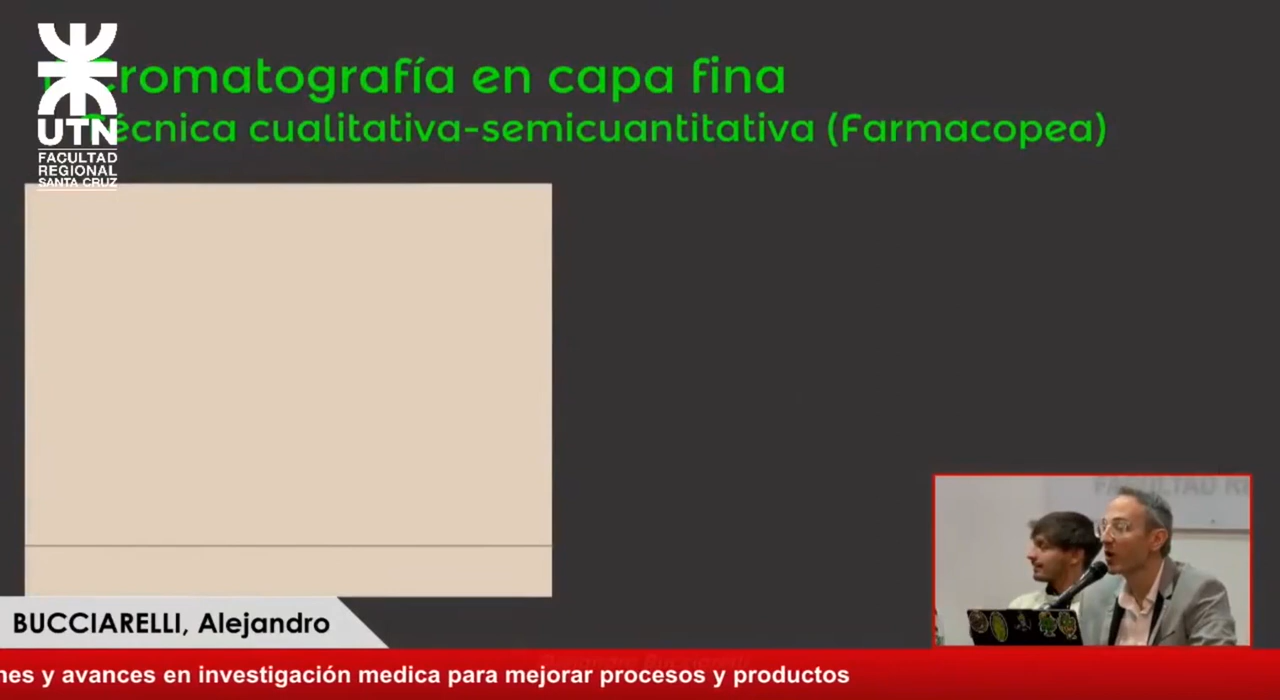 romatografía en capa fina
écnica cualitativa-semicuantitativa (Farmacopea)
UTN
FACULTAD
REGIONAL
SANTA CRUZ
BUCCIARELLI, Alejandro
nes y avances en investigación medica para mejorar procesos y productos